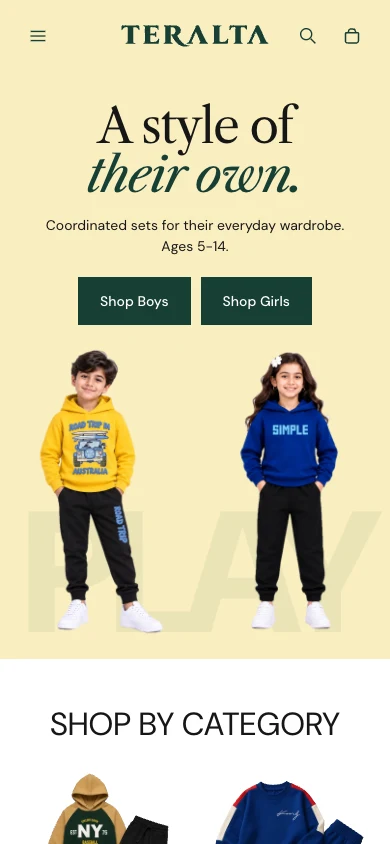 TERALTA
A style of
their own.
Coordinated sets for their everyday wardrobe.
Ages 5-14.
Shop Boys
Shop Girls
ROAD TRIP IN
AUSTRALIA
ROAD TRIP
SIMPLE
PLAY
SHOP BY CATEGORY
NY
75